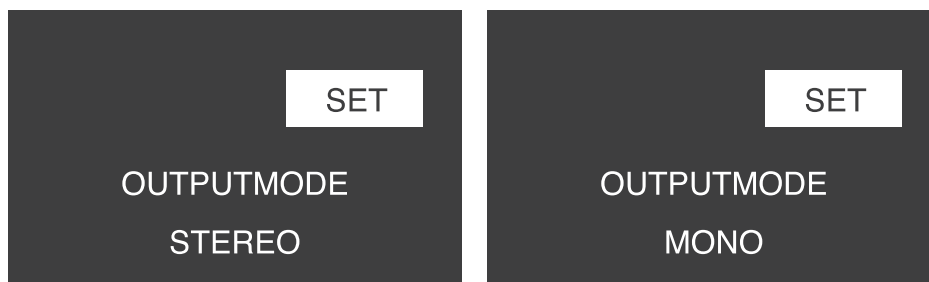 SET
OUTPUTMODE
STEREO
SET
OUTPUTMODE
MONO